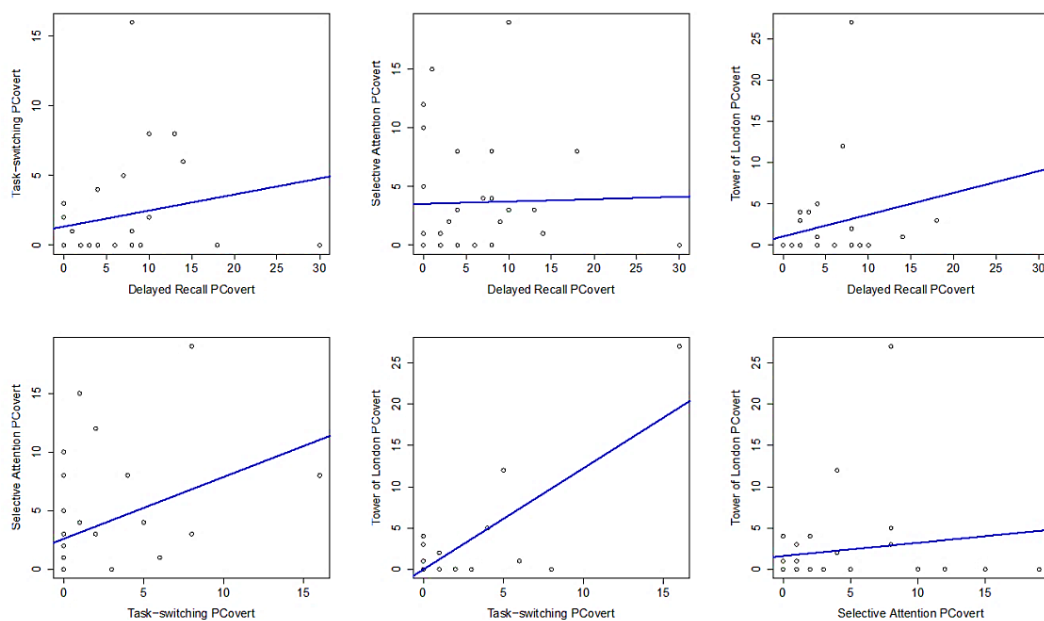 Task-switching PCovert
0 5 10 15
0 5 10 15 20 25 30
Delayed Recall PCovert
Selective Attention PCovert
0 5 10 15
0 5 10 15 20 25 30
Delayed Recall PCovert
Tower of London PCovert
0 5 10 15 20 25
0 5 10 15 20 25 30
Delayed Recall PCovert
Selective Attention PCovert
0 5 10 15
0 5 10 15
Task-switching PCovert
Tower of London PCovert
0 5 10 15 20 25
0 5 10 15
Task-switching PCovert
Tower of London PCovert
0 5 10 15 20 25
0 5 10 15
Selective Attention PCovert